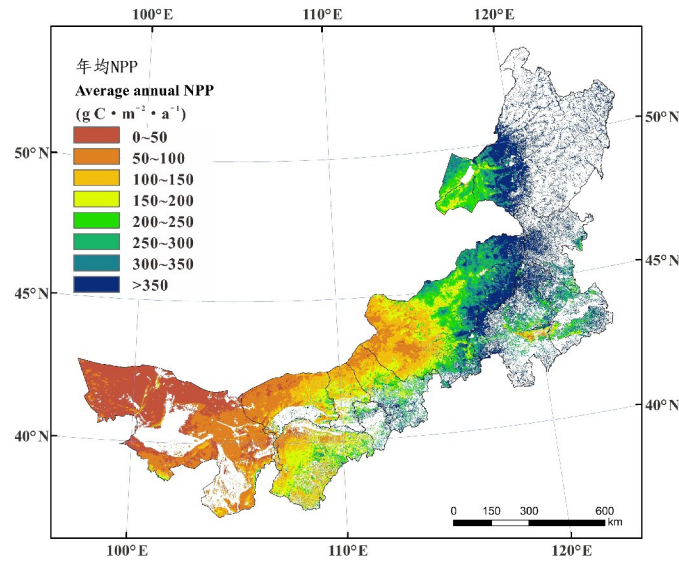 100° E 110° E 120° E
年均NPP
Average annual NPP
(g C • m⁻² • a⁻¹)
0~50
50~100
100~150
150~200
200~250
250~300
300~350
>350
50° N 50° N
45° N 45° N
40° N 40° N
0 150 300 600
km
100° E 110° E 120° E